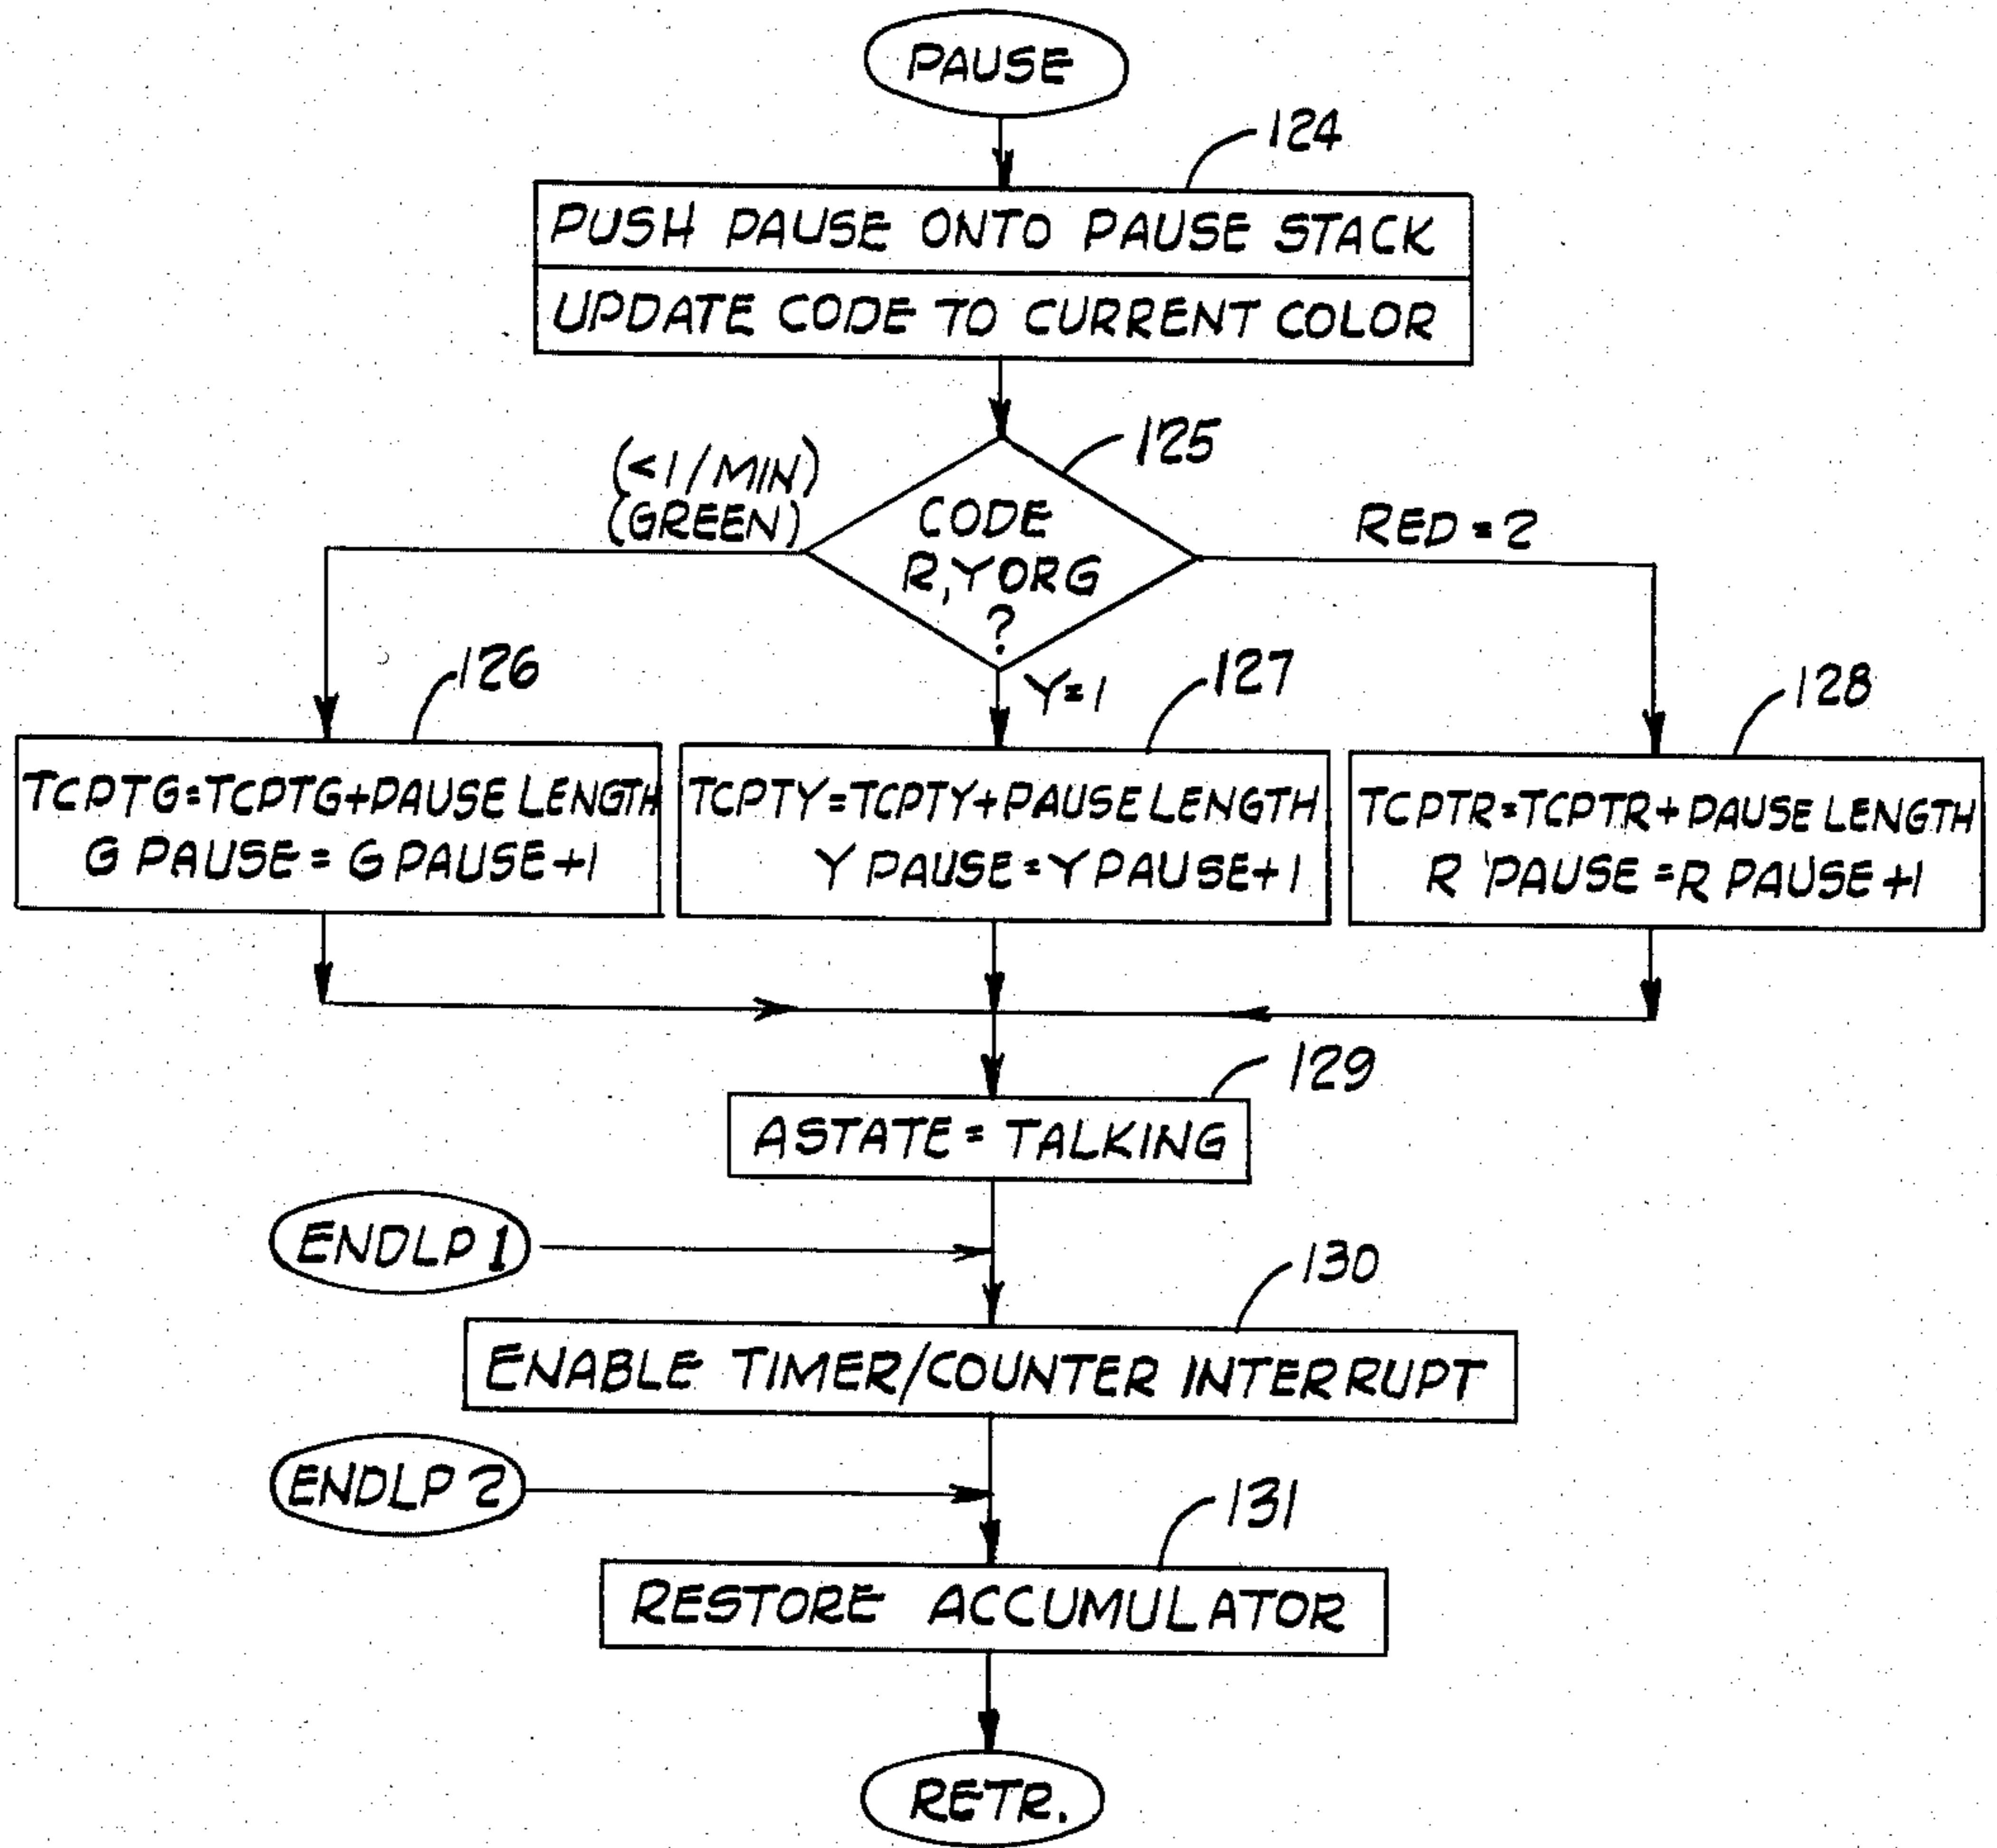 PAUSE
124
PUSH PAUSE ONTO PAUSE STACK
UPDATE CODE TO CURRENT COLOR
125
(<1/MIN)
(GREEN)
CODE
R,YORG
?
RED=2
Y=1
126
127
128
TCPTG=TCPTG+PAUSE LENGTH
G PAUSE=G PAUSE+1
TCPTY=TCPTY+PAUSE LENGTH
Y PAUSE=Y PAUSE+1
TCPTR=TCPTR+PAUSE LENGTH
R PAUSE=R PAUSE+1
129
ASTATE=TALKING
ENDLP 1
130
ENABLE TIMER/COUNTER INTERRUPT
ENDLP 2
131
RESTORE ACCUMULATOR
RETR.